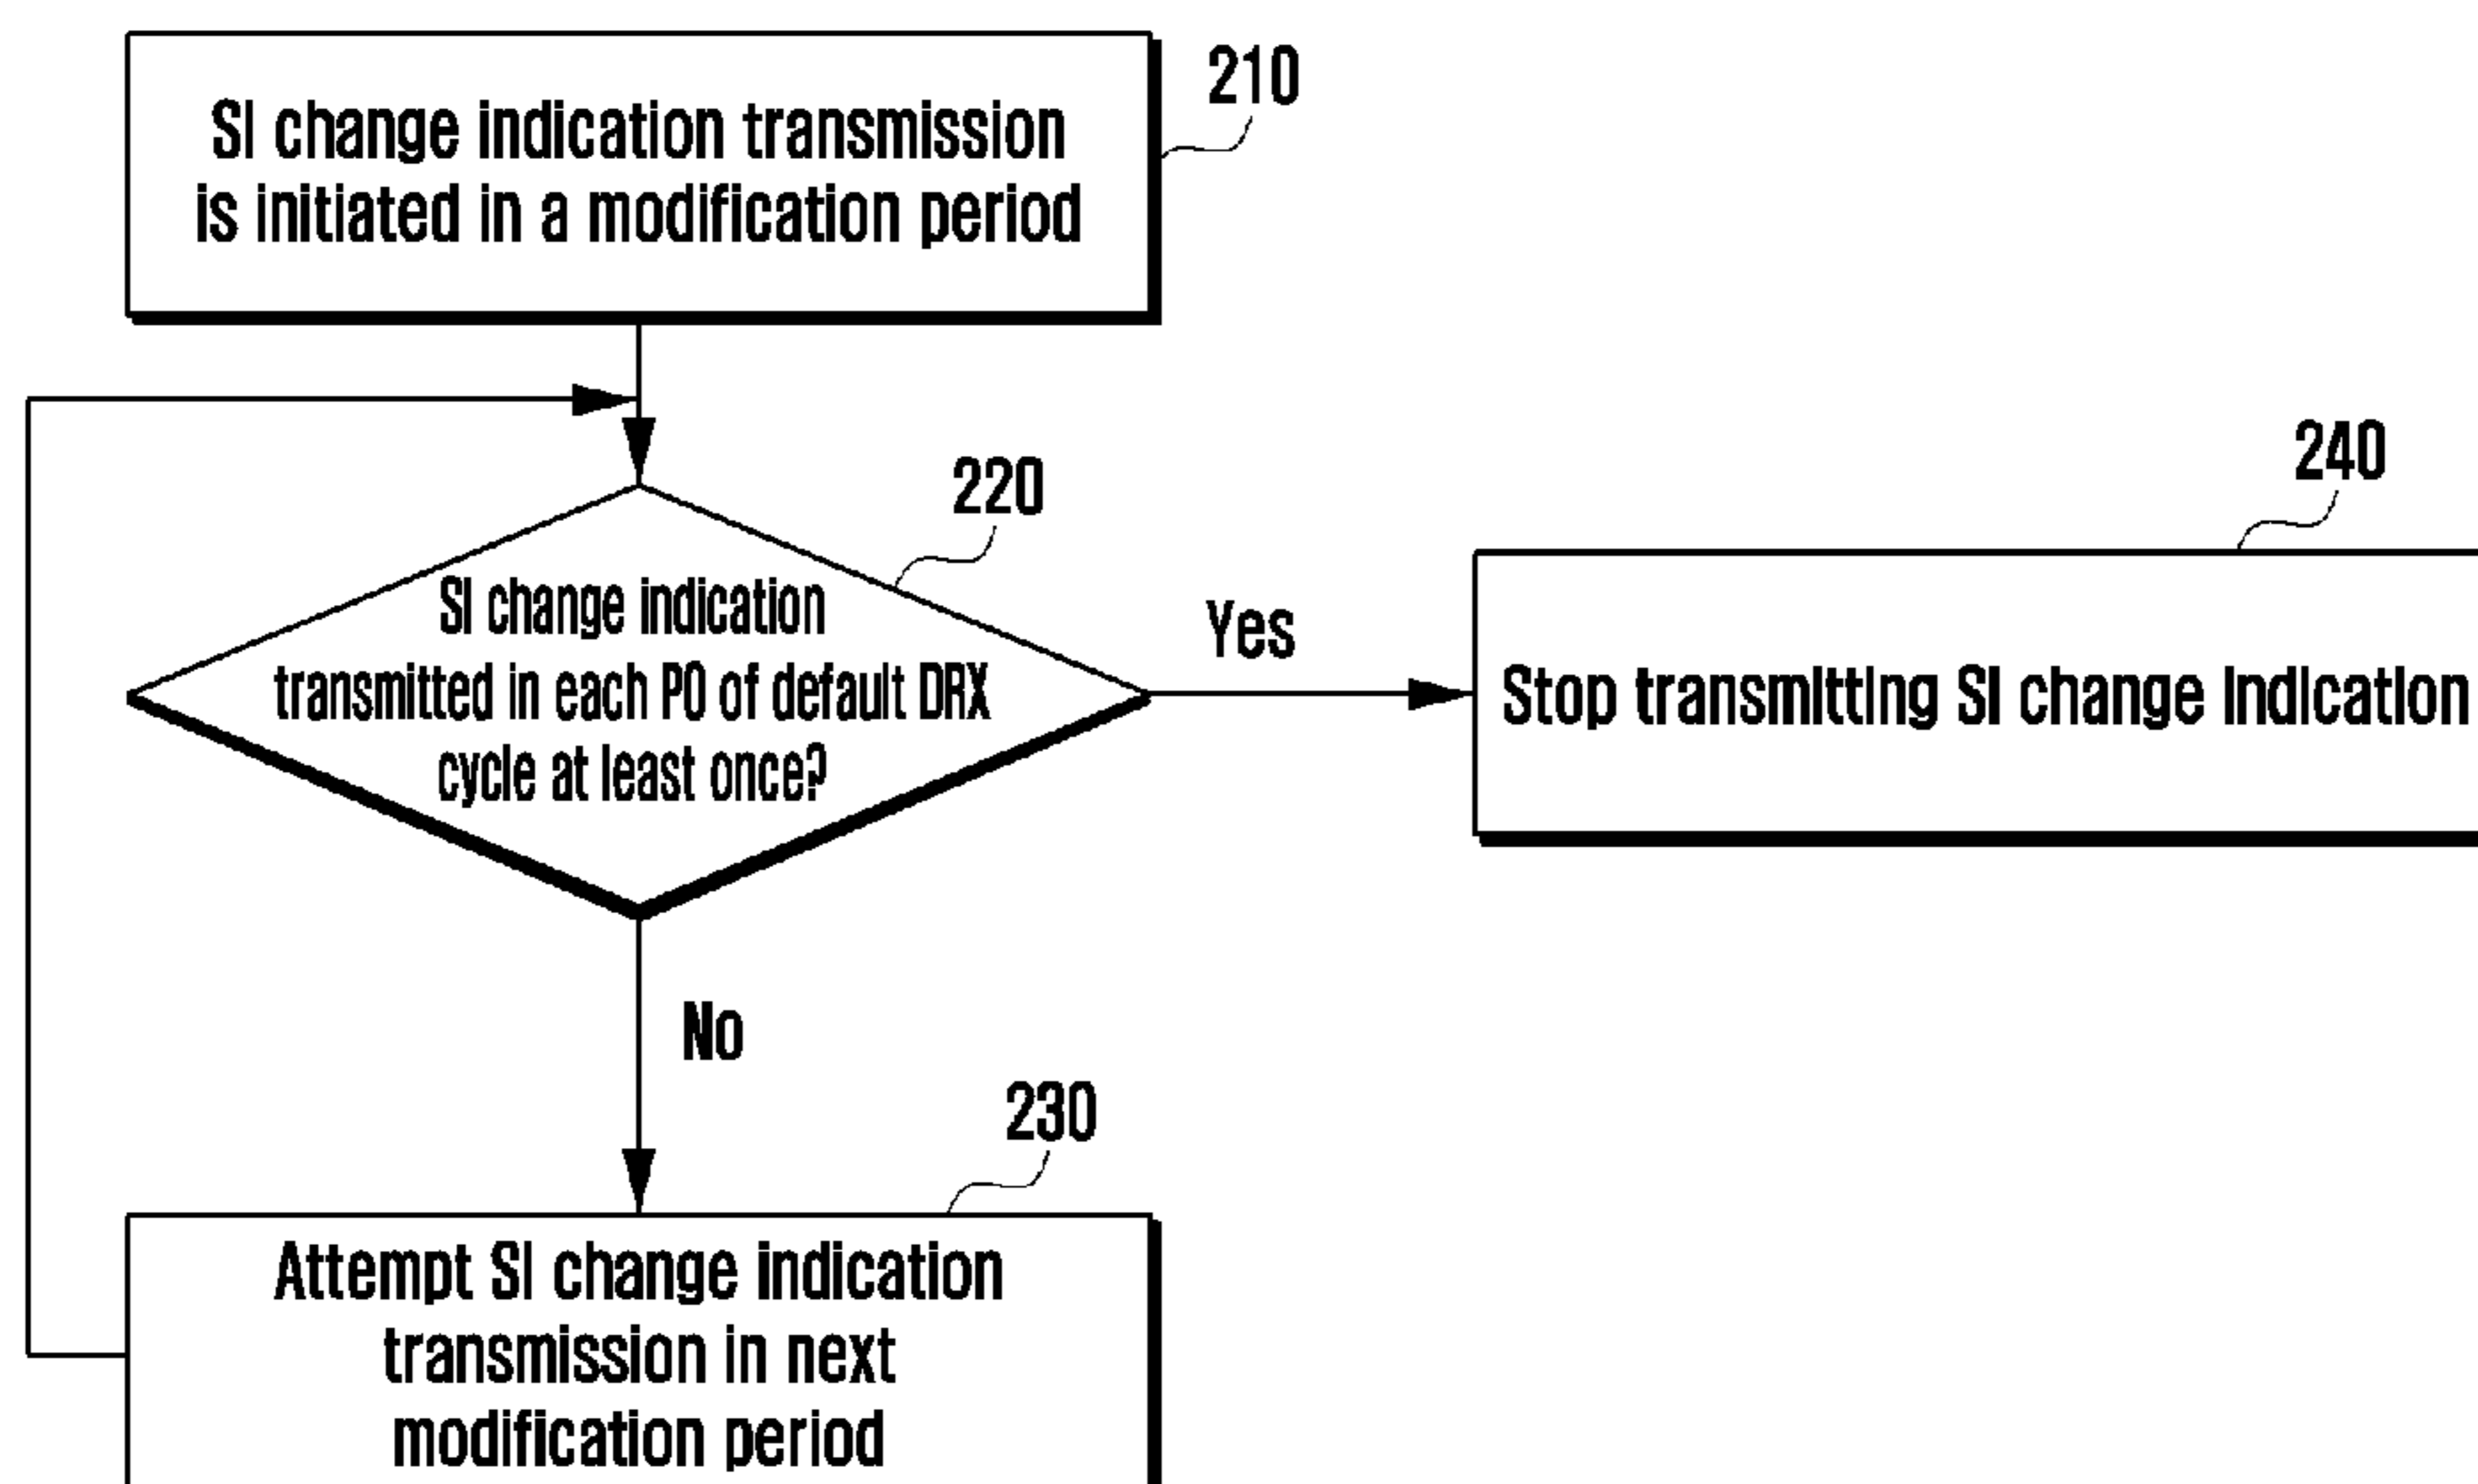 210
SI change indication transmission
is initiated in a modification period
220
SI change indication
transmitted in each PO of default DRX
cycle at least once?
Yes
240
Stop transmitting SI change indication
No
230
Attempt SI change indication
transmission in next
modification period